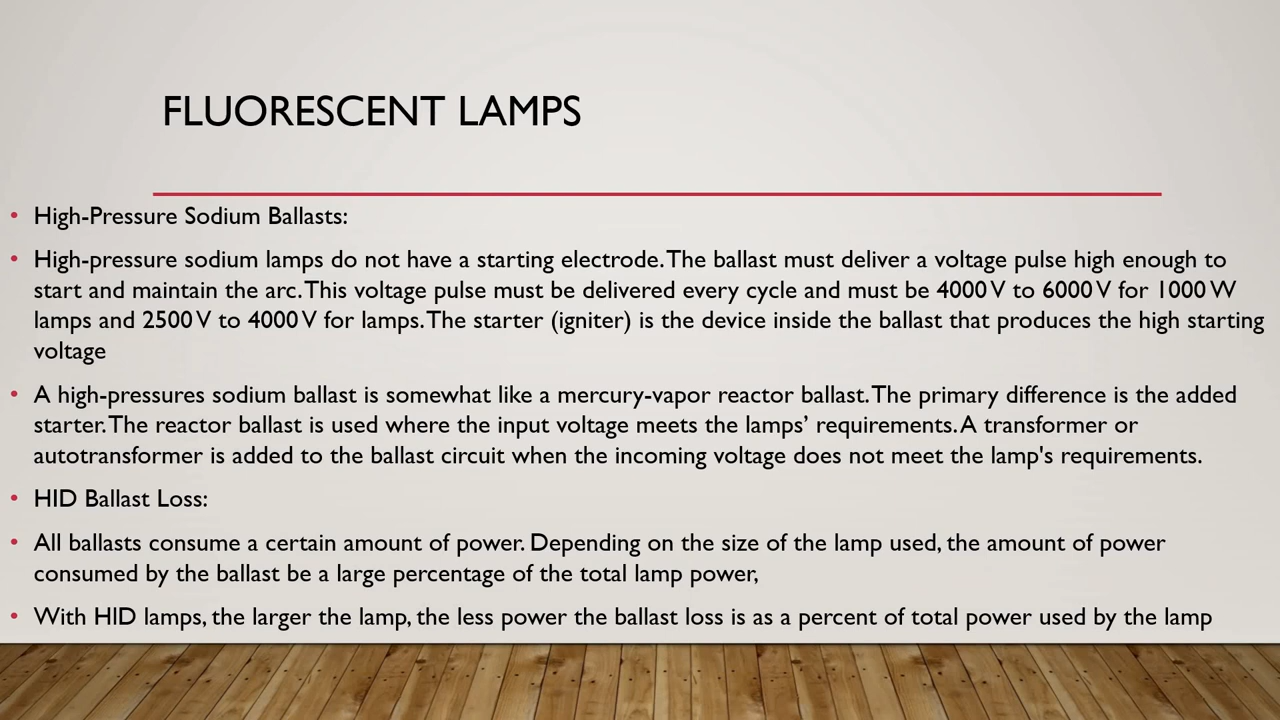 FLUORESCENT LAMPS
• High-Pressure Sodium Ballasts:
• High-pressure sodium lamps do not have a starting electrode. The ballast must deliver a voltage pulse high enough to
start and maintain the arc. This voltage pulse must be delivered every cycle and must be 4000 V to 6000 V for 1000 W
lamps and 2500 V to 4000 V for lamps. The starter (igniter) is the device inside the ballast that produces the high starting
voltage
• A high-pressures sodium ballast is somewhat like a mercury-vapor reactor ballast. The primary difference is the added
starter. The reactor ballast is used where the input voltage meets the lamps’ requirements. A transformer or
autotransformer is added to the ballast circuit when the incoming voltage does not meet the lamp's requirements.
• HID Ballast Loss:
• All ballasts consume a certain amount of power. Depending on the size of the lamp used, the amount of power
consumed by the ballast be a large percentage of the total lamp power,
• With HID lamps, the larger the lamp, the less power the ballast loss is as a percent of total power used by the lamp